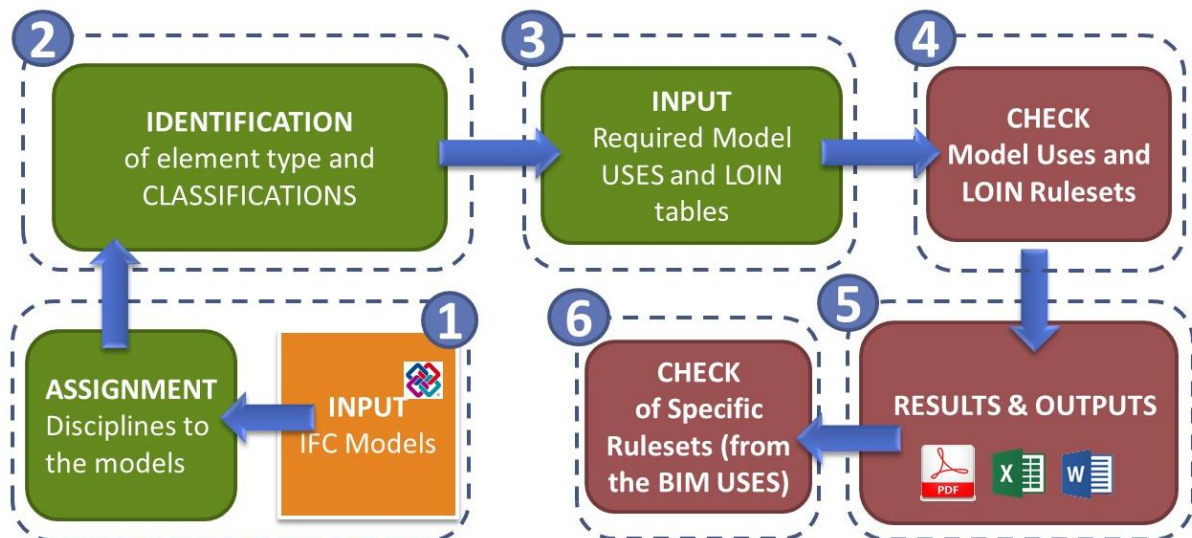 1
INPUT
IFC Models
ASSIGNMENT
Disciplines to
the models
2
IDENTIFICATION
of element type and
CLASSIFICATIONS
3
INPUT
Required Model
USES and LOIN
tables
4
CHECK
Model Uses and
LOIN Rulesets
5
RESULTS & OUTPUTS
PDF
X
W
6
CHECK
of Specific
Rulesets (from
the BIM USES)